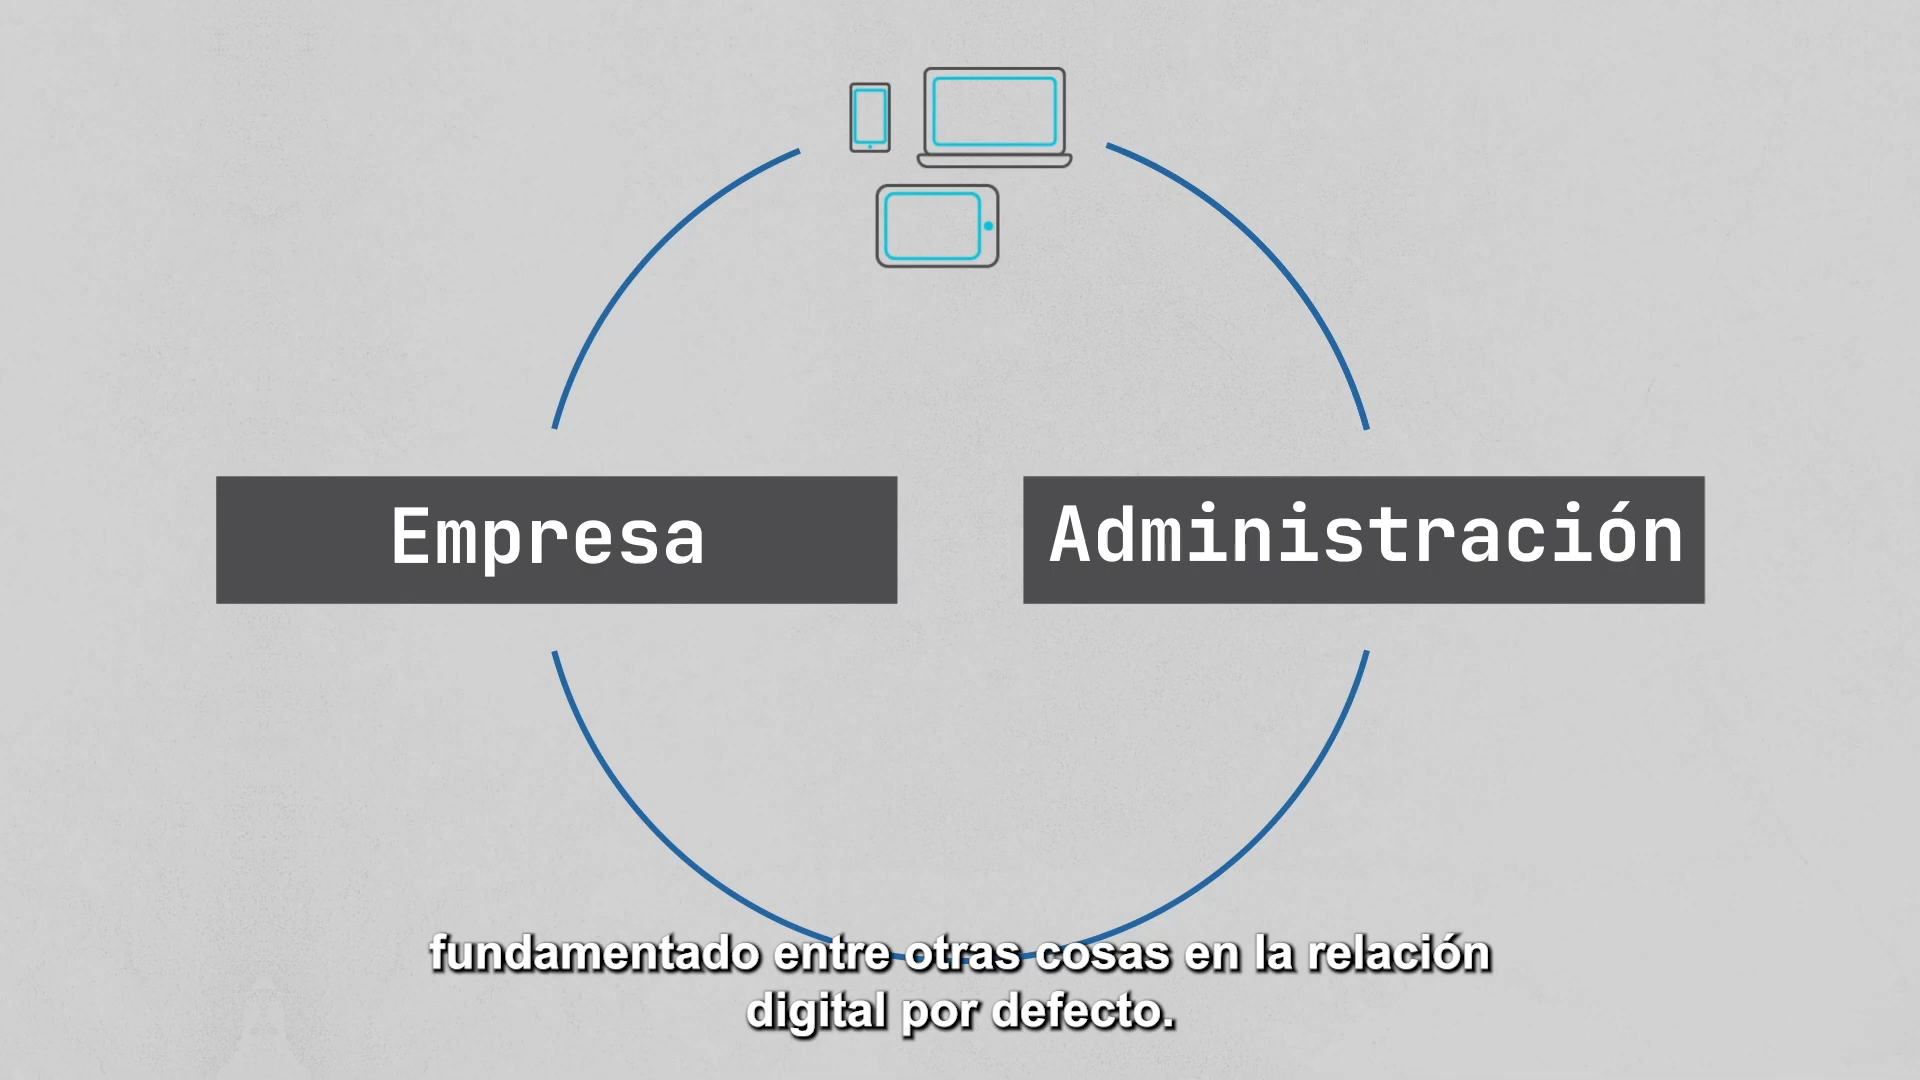 Empresa
Administración
fundamentado entre otras cosas en la relación
digital por defecto.